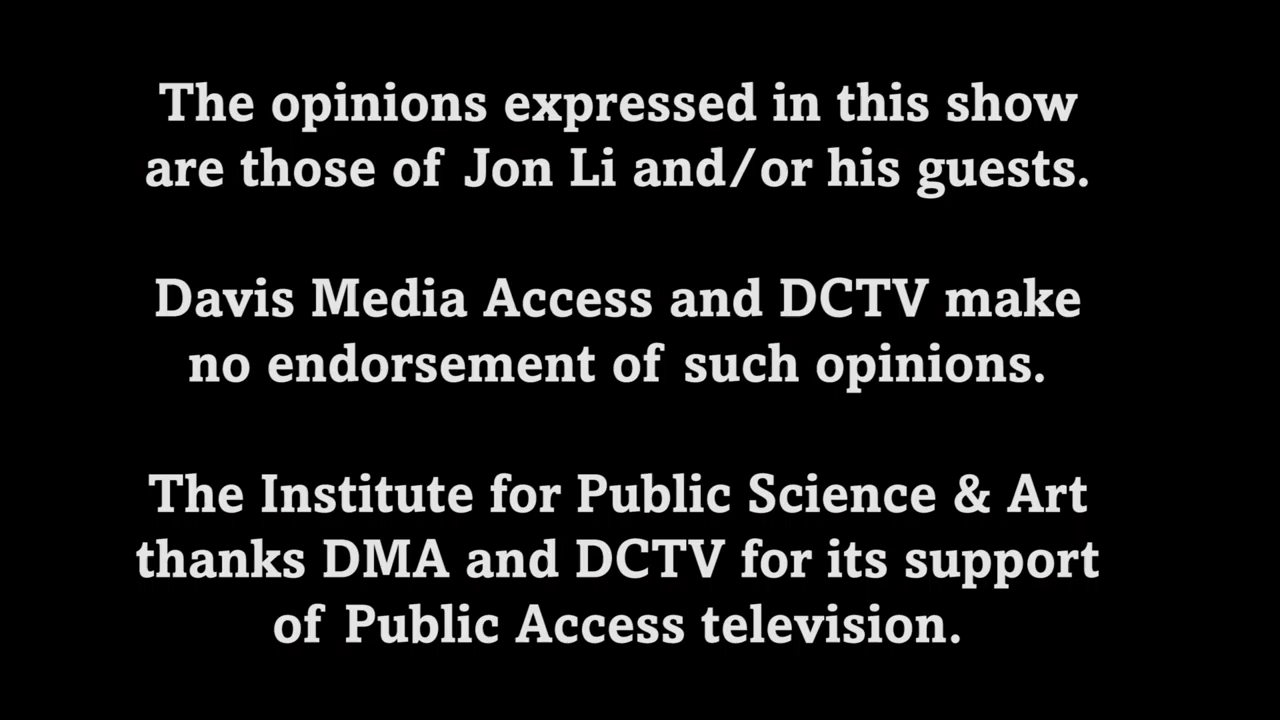 The opinions expressed in this show
are those of Jon Li and/or his guests.
Davis Media Access and DCTV make
no endorsement of such opinions.
The Institute for Public Science & Art
thanks DMA and DCTV for its support
of Public Access television.